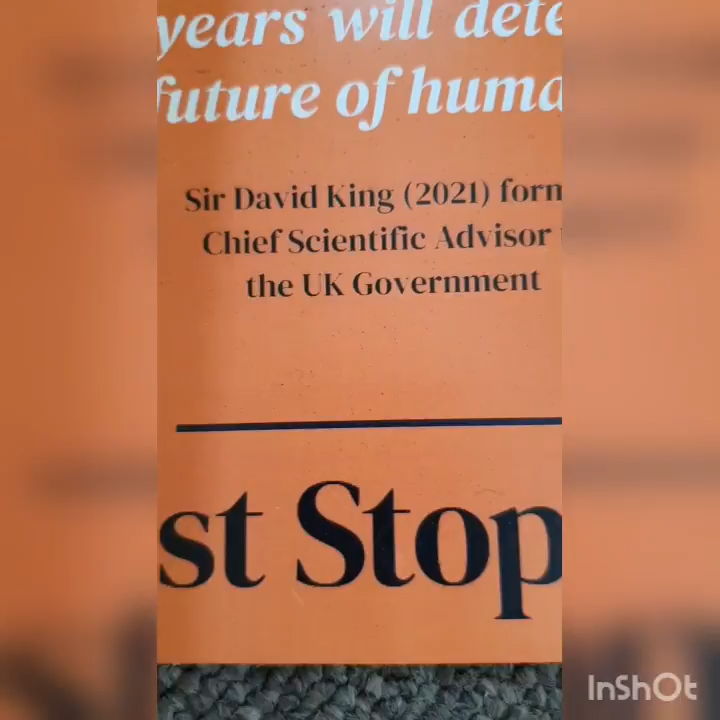 years will dete
future of huma
Sir David King (2021) form
Chief Scientific Advisor
the UK Government
st Stop
InShOt